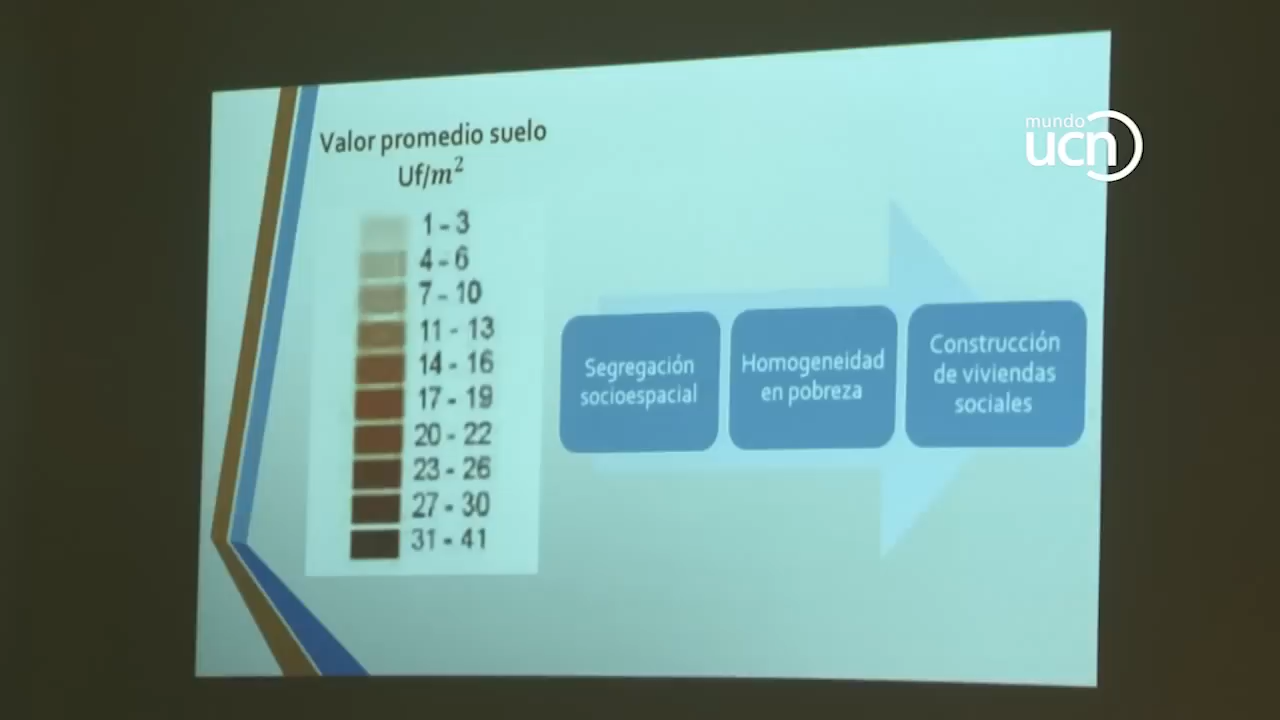 mundo
ucn
Valor promedio suelo
Uf/m²
1 - 3
4 - 6
7 - 10
11 - 13
14 - 16
17 - 19
20 - 22
23 - 26
27 - 30
31 - 41
Segregación
socioespacial
Homogeneidad
en pobreza
Construcción
de viviendas
sociales